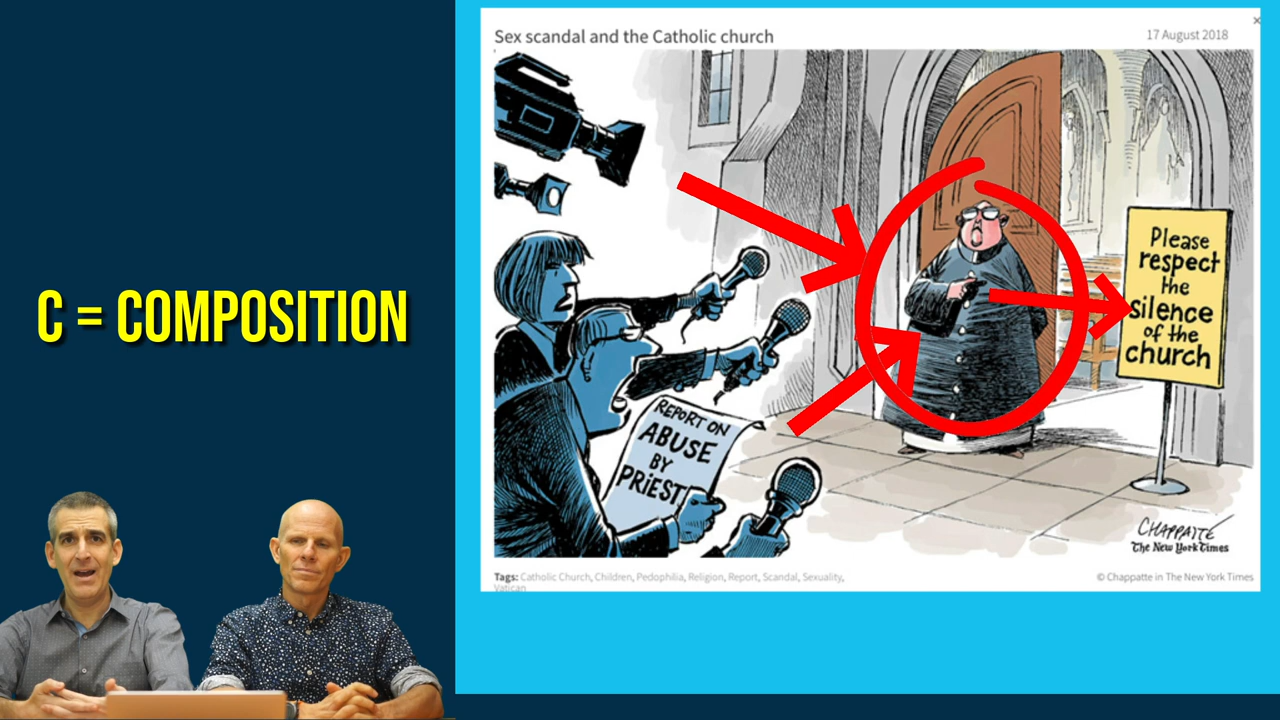 C = COMPOSITION
Sex scandal and the Catholic church
17 August 2018
REPORT ON
ABUSE
BY
PRIEST
Please
respect
the
silence
of the
church
CHAPPATTE
The New York Times
Tags: Catholic Church, Children, Pedophilia, Religion, Report, Scandal, Sexuality,
Vatican
© Chappatte in The New York Times